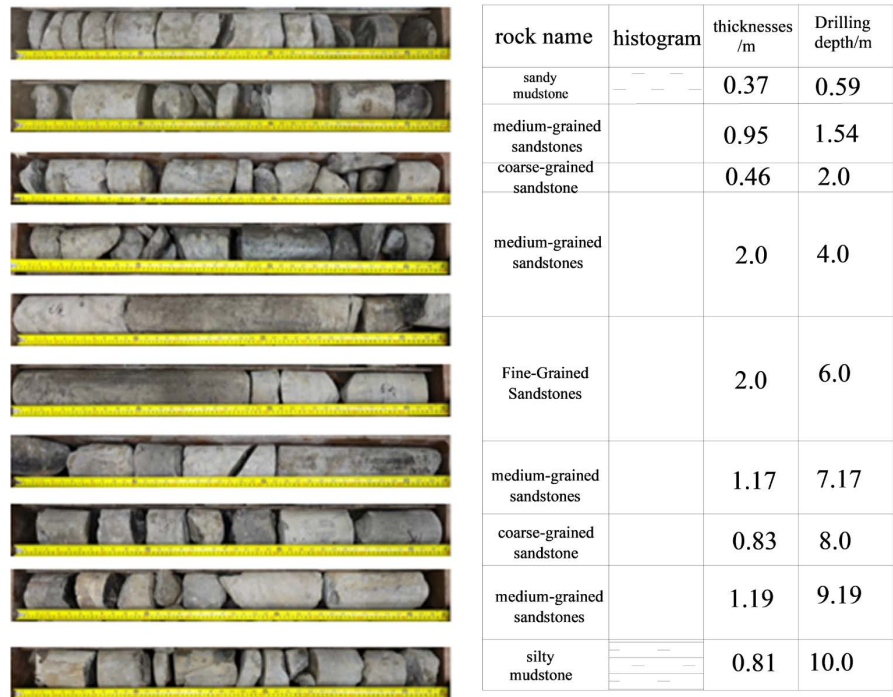 rock name histogram thicknesses /m Drilling depth/m
sandy mudstone 0.37 0.59
medium-grained sandstones 0.95 1.54
coarse-grained sandstone 0.46 2.0
medium-grained sandstones 2.0 4.0
Fine-Grained Sandstones 2.0 6.0
medium-grained sandstones 1.17 7.17
coarse-grained sandstone 0.83 8.0
medium-grained sandstones 1.19 9.19
silty mudstone 0.81 10.0